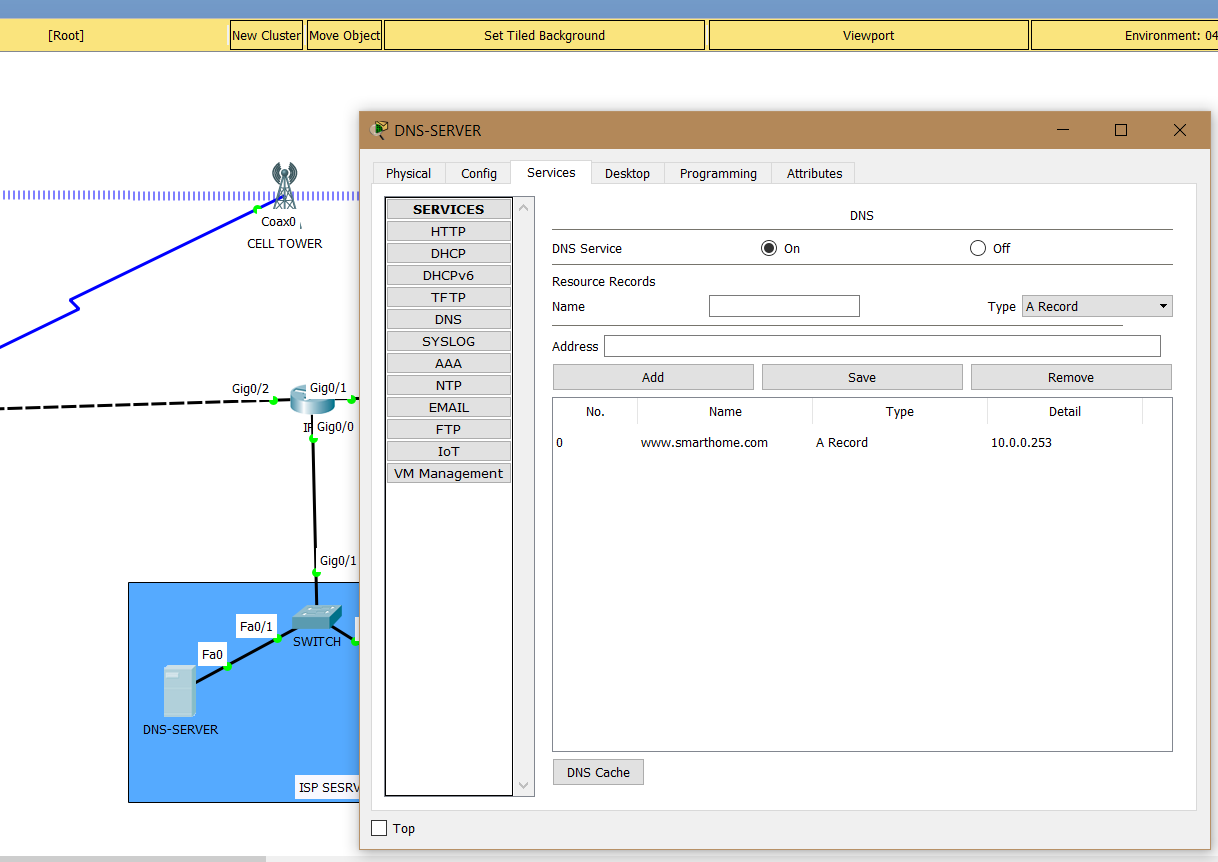 [Root]
New Cluster
Move Object
Set Tiled Background
Viewport
Environment: 04
DNS-SERVER
Physical
Config
Services
Desktop
Programming
Attributes
SERVICES
HTTP
DHCP
DHCPv6
TFTP
DNS
SYSLOG
AAA
NTP
EMAIL
FTP
IoT
VM Management
DNS
DNS Service
On
Off
Resource Records
Name
Type
A Record
Address
Add
Save
Remove
No.
Name
Type
Detail
0
www.smarthome.com
A Record
10.0.0.253
DNS Cache
Top
Coax0
CELL TOWER
Gig0/2
Gig0/1
Gig0/0
Gig0/1
Fa0/1
SWITCH
Fa0
DNS-SERVER
ISP SESRV